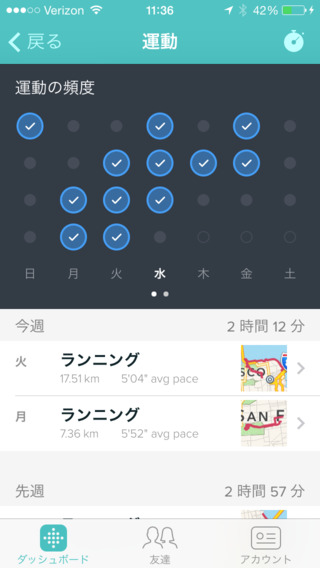 Verizon 11:36 42%
戻る 運動
運動の頻度
日 月 火 水 木 金 土
今週 2 時間 12 分
火 ランニング
17.51 km 5'04" avg pace
月 ランニング
7.36 km 5'52" avg pace
先週 2 時間 57 分
ダッシュボード 友達 アカウント